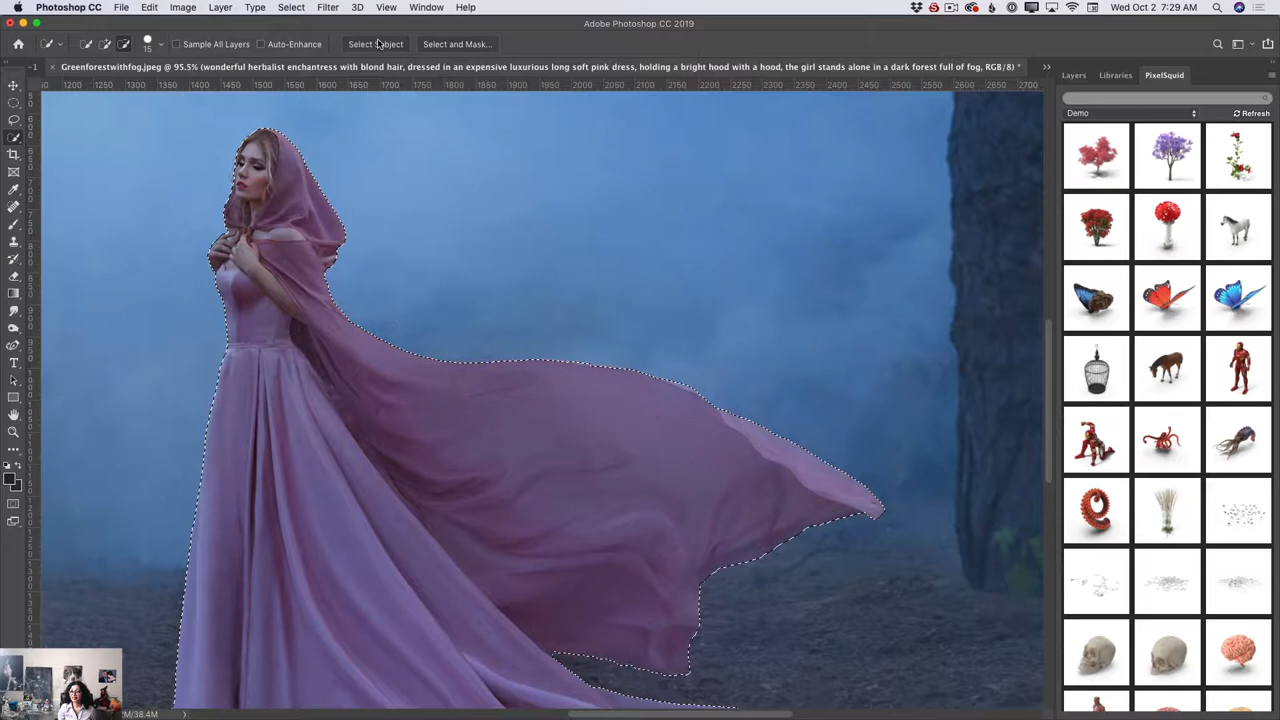 Photoshop CC File Edit Image Layer Type Select Filter 3D View Window Help Wed Oct 2 7:29 AM
Adobe Photoshop CC 2019
15 Sample All Layers Auto-Enhance Select Subject Select and Mask...
Greenforestwithfog.jpeg @ 95.5% (wonderful herbalist enchantress with blond hair, dressed in an expensive luxurious long soft pink dress, holding a bright hood with a hood, the girl stands alone in a dark forest full of fog, RGB/8) *
Layers Libraries PixelSquid
1200 1250 1300 1350 1400 1450 1500 1550 1600 1650 1700 1750 1800 1850 1900 1950 2000 2050 2100 2150 2200 2250 2300 2350 2400 2450 2500 2550 2600 2650 2700
Demo Refresh
M/38.4M